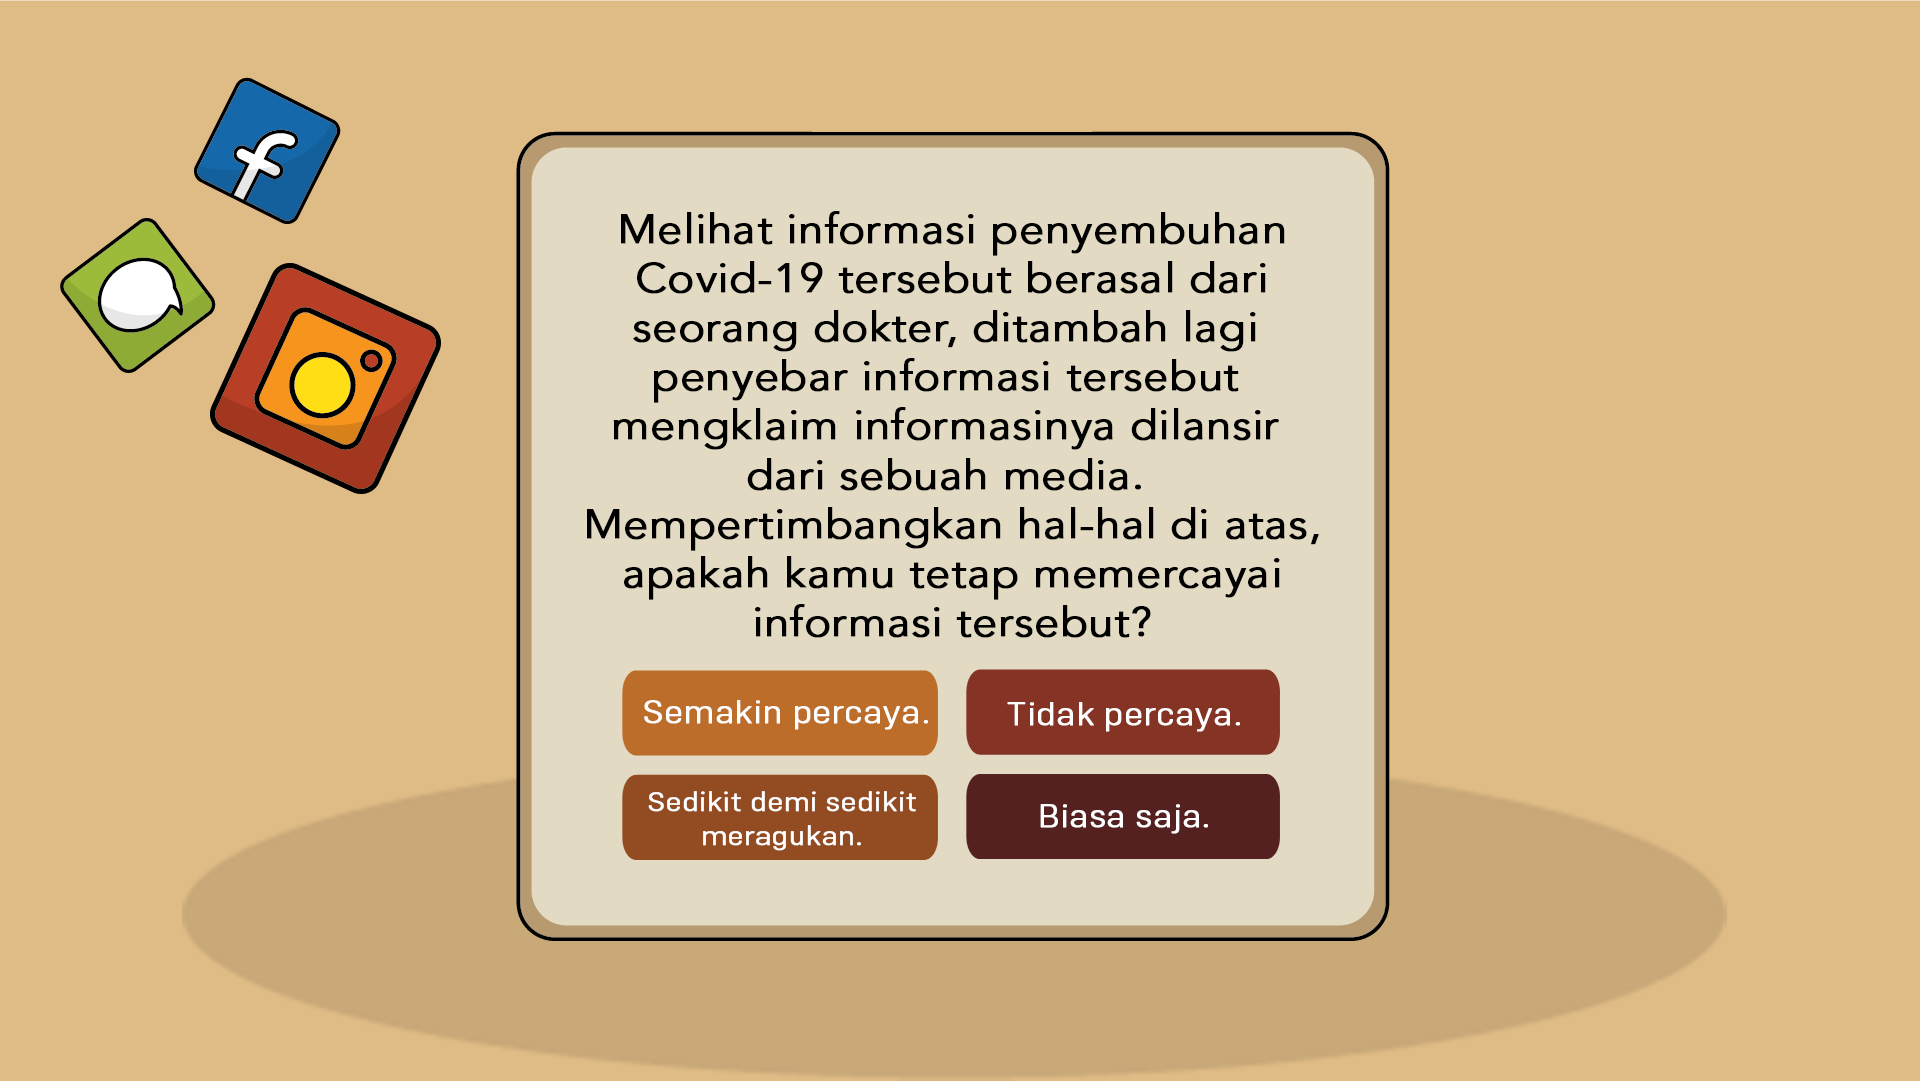 Melihat informasi penyembuhan
Covid-19 tersebut berasal dari
seorang dokter, ditambah lagi
penyebar informasi tersebut
mengklaim informasinya dilansir
dari sebuah media.
Mempertimbangkan hal-hal di atas,
apakah kamu tetap memercayai
informasi tersebut?
Semakin percaya.
Tidak percaya.
Sedikit demi sedikit
meragukan.
Biasa saja.